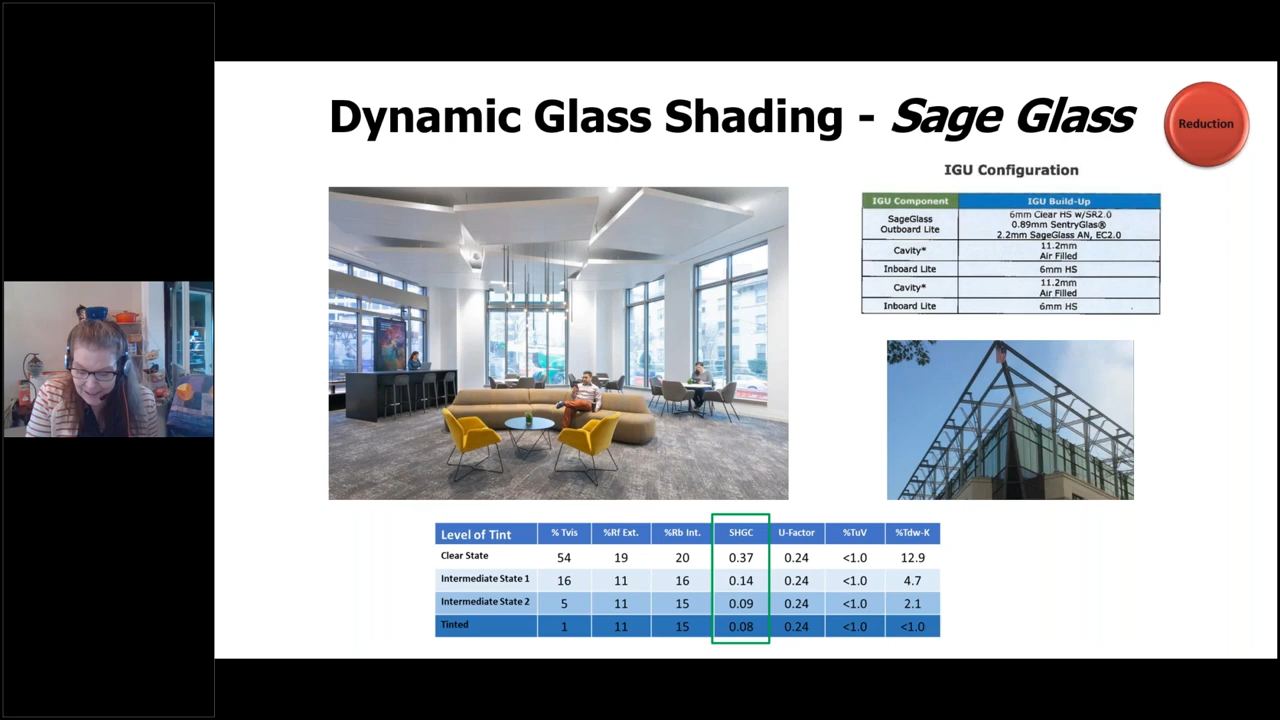 Dynamic Glass Shading - Sage Glass
Reduction
IGU Configuration
IGU Component IGU Build-Up
SageGlass
Outboard Lite
6mm Clear HS w/SR2.0
0.89mm SentryGlas®
2.2mm SageGlass AN, EC2.0
Cavity*
11.2mm
Air Filled
Inboard Lite 6mm HS
Cavity*
11.2mm
Air Filled
Inboard Lite 6mm HS
Level of Tint % Tvis %Rf Ext. %Rb Int. SHGC U-Factor %TuV %Tdw-K
Clear State 54 19 20 0.37 0.24 <1.0 12.9
Intermediate State 1 16 11 16 0.14 0.24 <1.0 4.7
Intermediate State 2 5 11 15 0.09 0.24 <1.0 2.1
Tinted 1 11 15 0.08 0.24 <1.0 <1.0